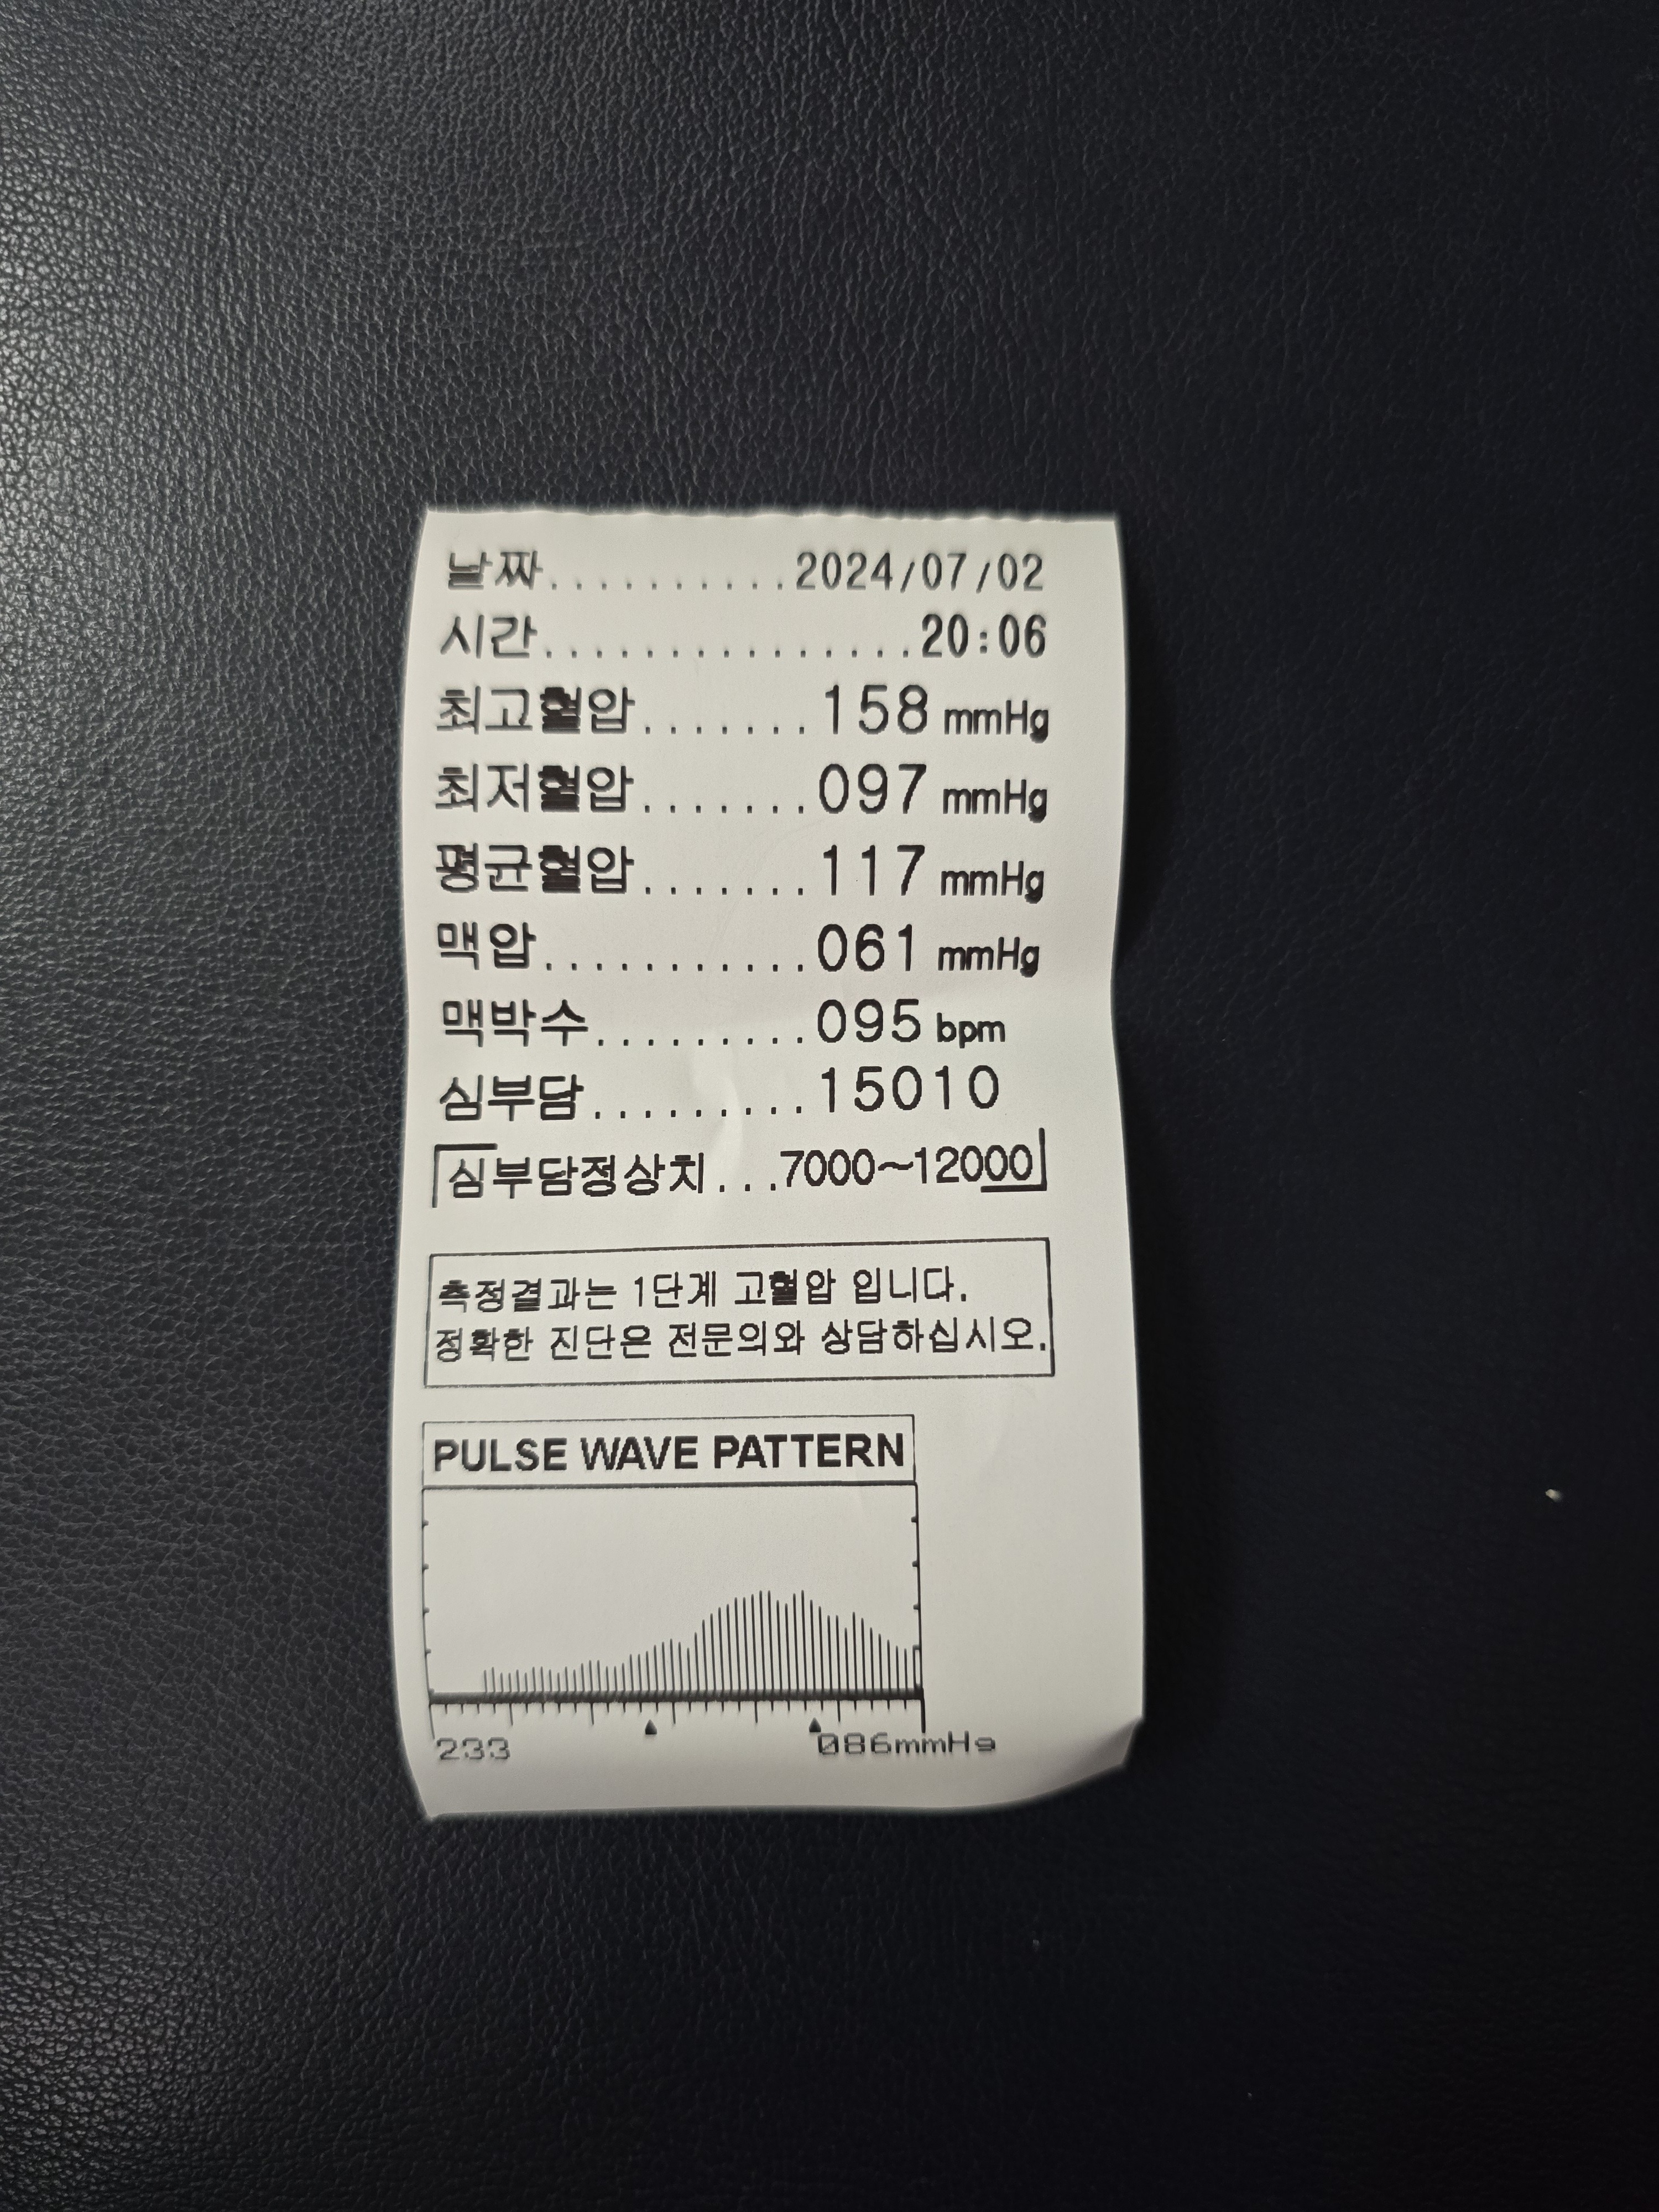 날짜..........2024/07/02
시간...............20:06
최고혈압.......158 mmHg
최저혈압.......097 mmHg
평균혈압.......117 mmHg
맥압...........061 mmHg
맥박수.........095 bpm
심부담.........15010
심부담정상치...7000~12000
측정결과는 1단계 고혈압 입니다.
정확한 진단은 전문의와 상담하십시오.
PULSE WAVE PATTERN
233 086mmHg